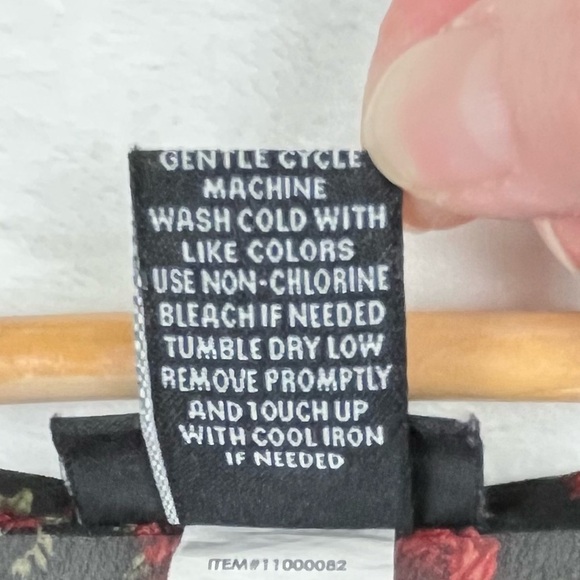 GENTLE CYCLE
MACHINE
WASH COLD WITH
LIKE COLORS
USE NON-CHLORINE
BLEACH IF NEEDED
TUMBLE DRY LOW
REMOVE PROMPTLY
AND TOUCH UP
WITH COOL IRON
IF NEEDED
ITEM#11000082